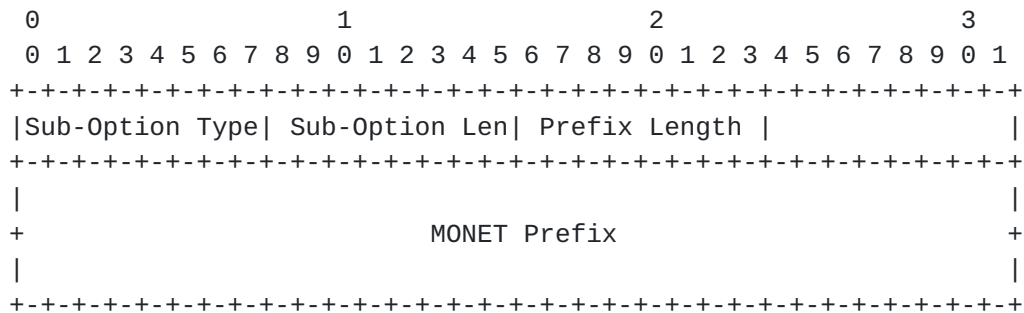 0                   1                   2                   3
 0 1 2 3 4 5 6 7 8 9 0 1 2 3 4 5 6 7 8 9 0 1 2 3 4 5 6 7 8 9 0 1
+-+-+-+-+-+-+-+-+-+-+-+-+-+-+-+-+-+-+-+-+-+-+-+-+-+-+-+-+-+-+-+-+
|Sub-Option Type| Sub-Option Len| Prefix Length |               |
+-+-+-+-+-+-+-+-+-+-+-+-+-+-+-+-+-+-+-+-+-+-+-+-+-+-+-+-+-+-+-+-+
|                                                               |
+                          MONET Prefix                         +
|                                                               |
+-+-+-+-+-+-+-+-+-+-+-+-+-+-+-+-+-+-+-+-+-+-+-+-+-+-+-+-+-+-+-+-+